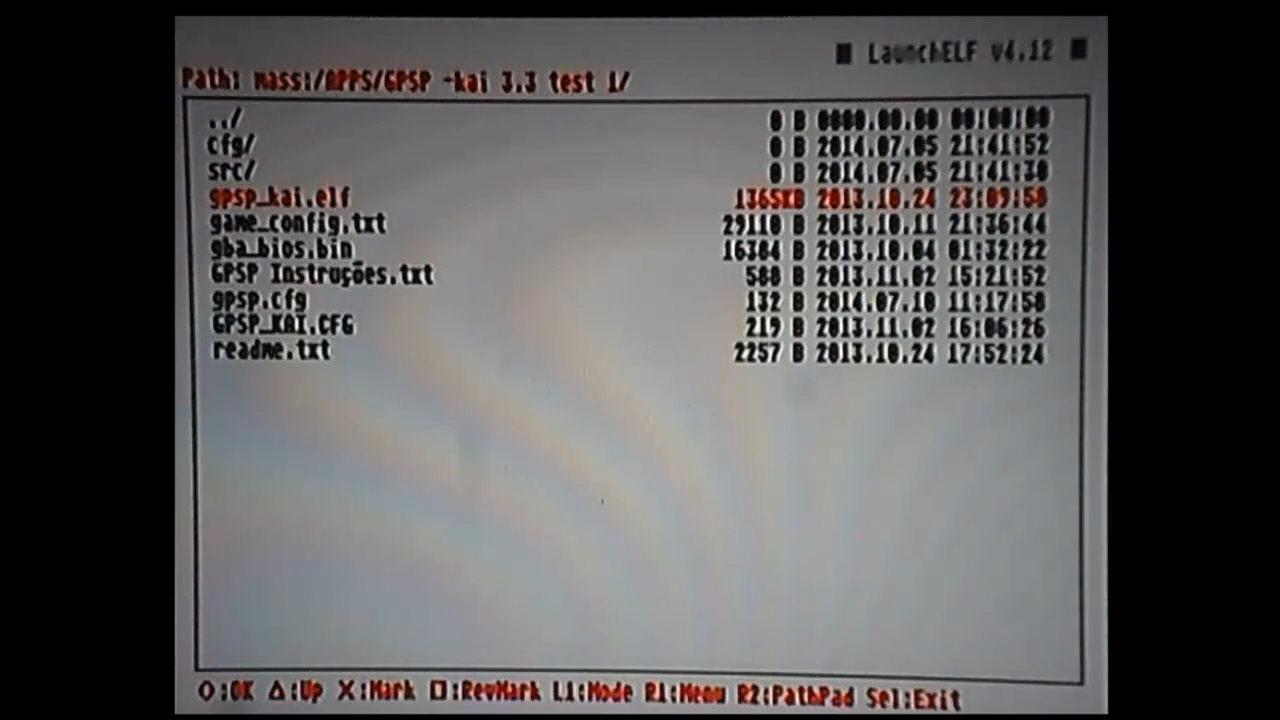 ■ LaunchELF v4.12 ■
Path: mass:/APPS/GPSP -kai 3.3 test 1/
../ 0 B 0000.00.00 00:00:00
cfg/ 0 B 2014.07.05 21:41:52
src/ 0 B 2014.07.05 21:41:30
gpsp_kai.elf 1365KB 2013.10.24 23:09:58
game_config.txt 29110 B 2013.10.11 21:36:44
gba_bios.bin 16384 B 2013.10.04 01:32:22
GPSP Instruções.txt 588 B 2013.11.02 15:21:52
gpsp.cfg 132 B 2014.07.10 11:17:58
GPSP_KAI.CFG 219 B 2013.11.02 16:06:26
readme.txt 2257 B 2013.10.24 17:52:24
O:OK △:Up X:Mark □:RevMark L1:Mode R1:Menu R2:PathPad Sel:Exit